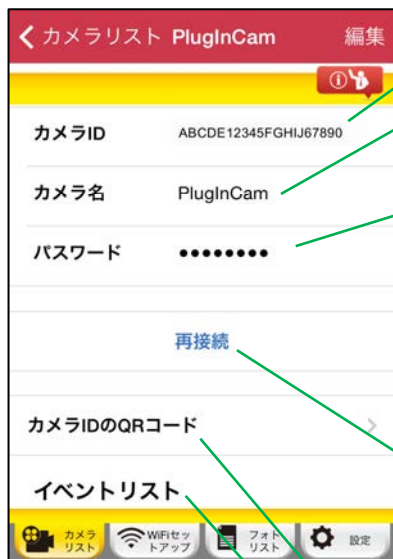 カメラリスト PlugInCam 編集
カメラID ABCDE12345FGHIJ67890
カメラ名 PlugInCam
パスワード ••••••••
再接続
カメラIDのQRコード
イベントリスト
カメラ
リスト
WiFiセッ
トアップ
フォト
リスト
設定